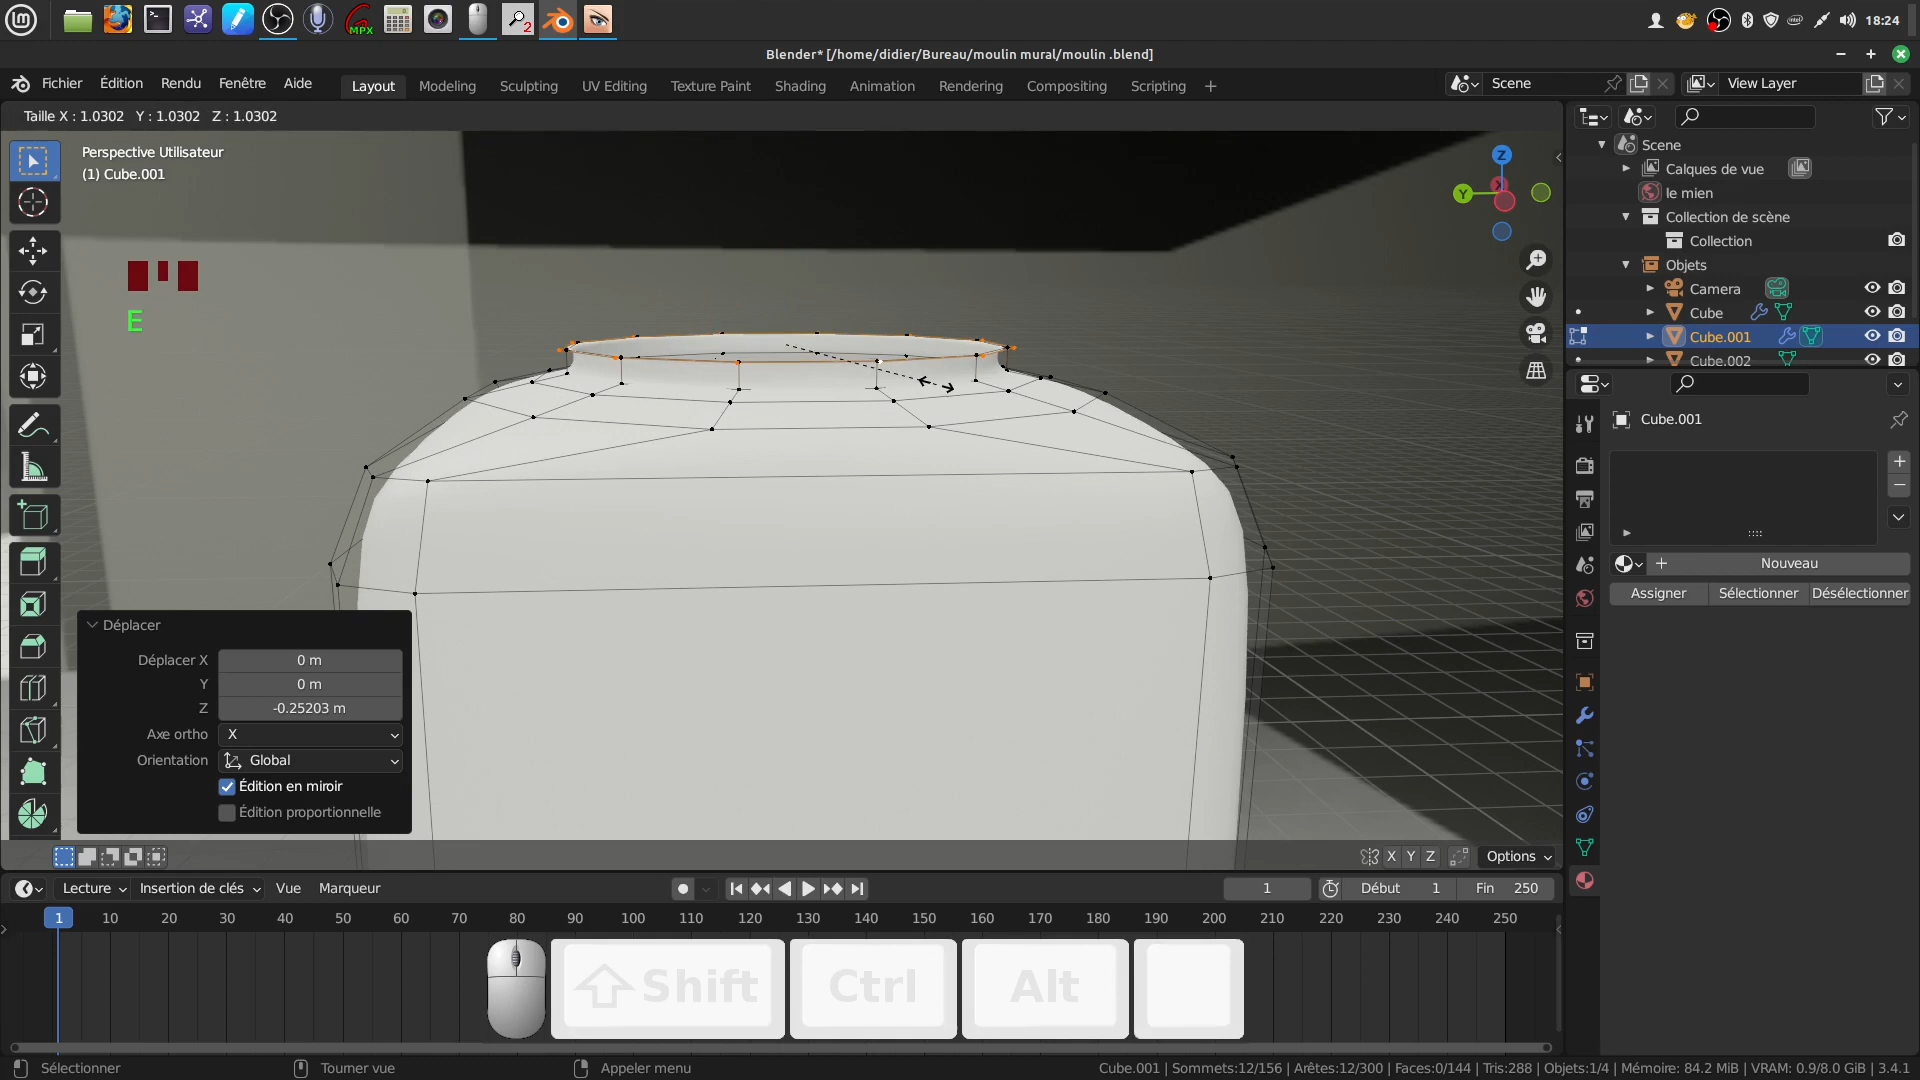 MPX
2
18:24
Blender* [/home/didier/Bureau/moulin mural/moulin .blend]
Fichier Édition Rendu Fenêtre Aide
Layout Modeling Sculpting UV Editing Texture Paint Shading Animation Rendering Compositing Scripting +
Scene
View Layer
Taille X : 1.0302 Y : 1.0302 Z : 1.0302
Perspective Utilisateur
(1) Cube.001
E
Z
Y
X
Scene
Calques de vue
le mien
Collection de scène
Collection
Objets
Camera
Cube
Cube.001
Cube.002
Cube.001
Nouveau
Assigner Sélectionner Désélectionner
Déplacer
Déplacer X 0 m
Y 0 m
Z -0.25203 m
Axe ortho X
Orientation Global
Édition en miroir
Édition proportionnelle
X Y Z Options
Lecture Insertion de clés Vue Marqueur
1 Début 1 Fin 250
1 10 20 30 40 50 60 70 80 90 100 110 120 130 140 150 160 170 180 190 200 210 220 230 240 250
Shift Ctrl Alt
Sélectionner Tourner vue Appeler menu
Cube.001 | Sommets:12/156 | Arêtes:12/300 | Faces:0/144 | Tris:288 | Objets:1/4 | Mémoire: 84.2 MiB | VRAM: 0.9/8.0 GiB | 3.4.1